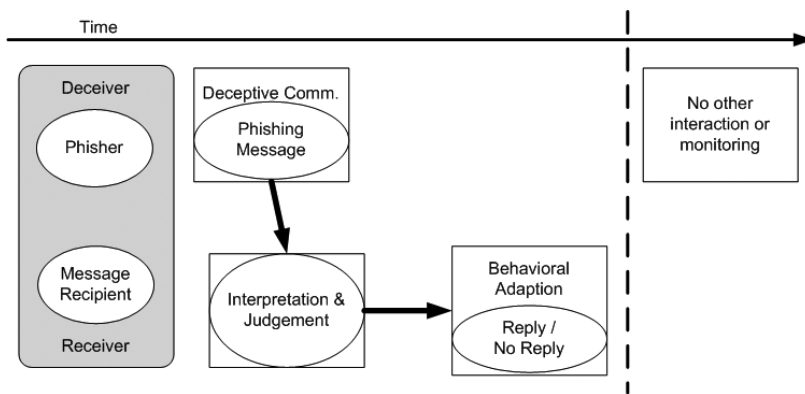 Time
Deceiver
Phisher
Message
Recipient
Receiver
Deceptive Comm.
Phishing
Message
Interpretation &
Judgement
Behavioral
Adaption
Reply /
No Reply
No other
interaction or
monitoring